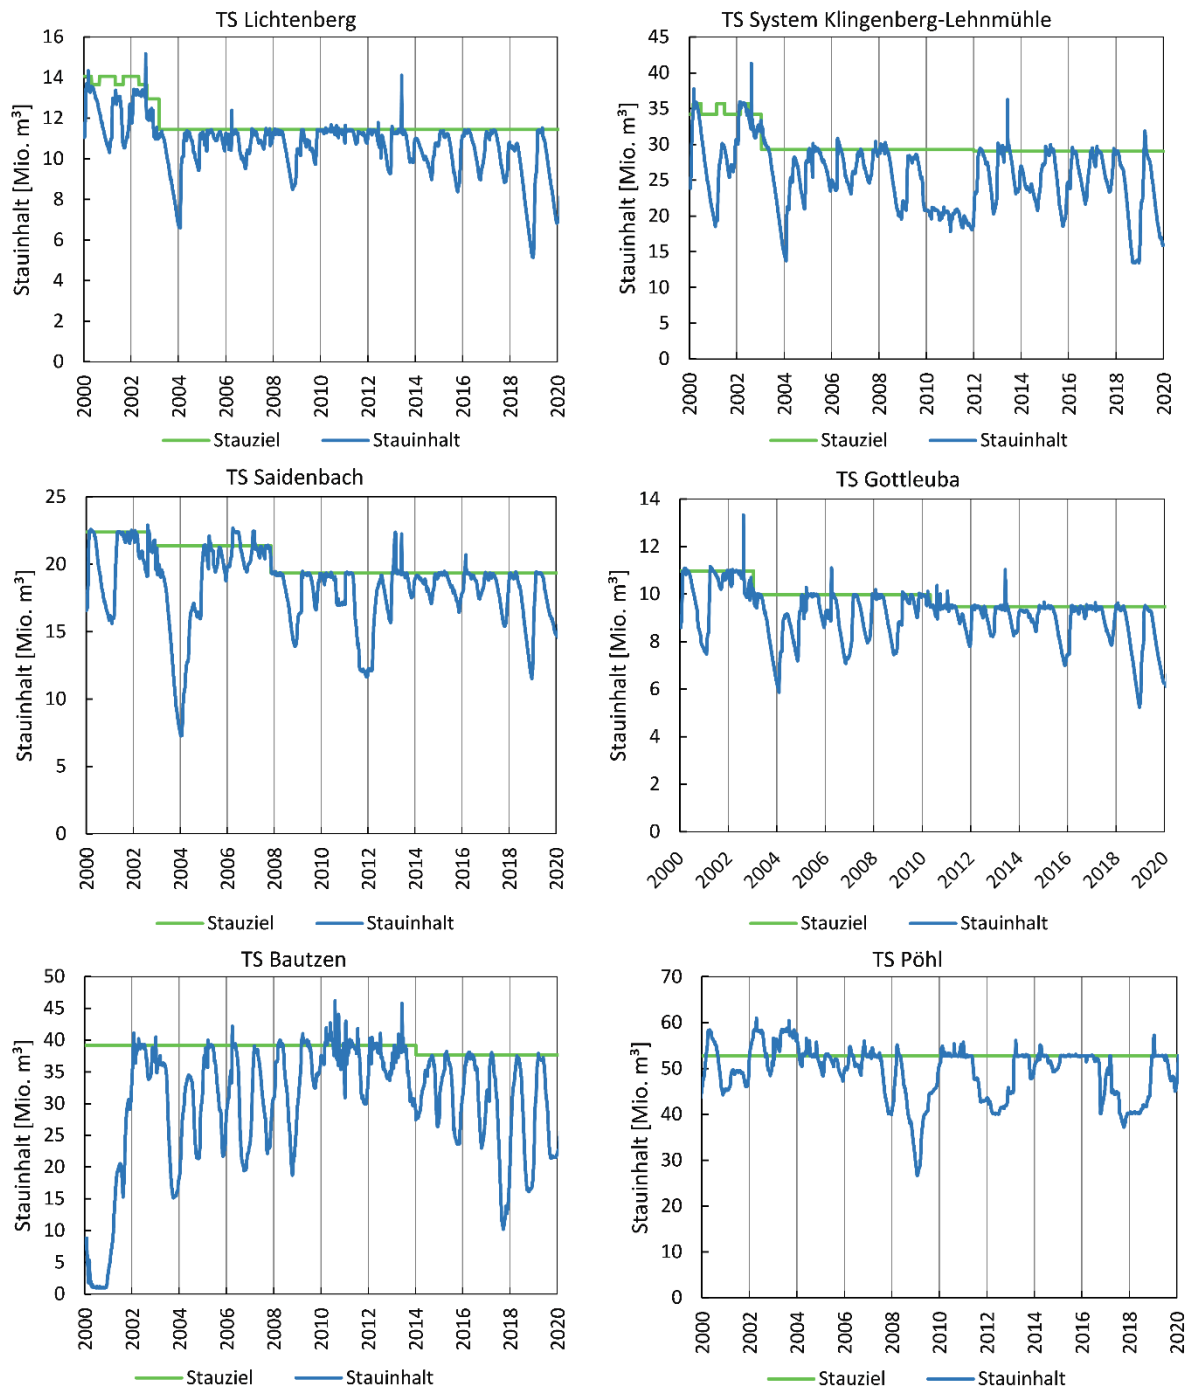 TS Lichtenberg
Stauinhalt [Mio. m³]
16
14
12
10
8
6
4
2
0
2000 2002 2004 2006 2008 2010 2012 2014 2016 2018 2020
Stauziel Stauinhalt
TS System Klingenberg-Lehnmühle
Stauinhalt [Mio. m³]
45
40
35
30
25
20
15
10
5
0
2000 2002 2004 2006 2008 2010 2012 2014 2016 2018 2020
Stauziel Stauinhalt
TS Saidenbach
Stauinhalt [Mio. m³]
25
20
15
10
5
0
2000 2002 2004 2006 2008 2010 2012 2014 2016 2018 2020
Stauziel Stauinhalt
TS Gottleuba
Stauinhalt [Mio. m³]
14
12
10
8
6
4
2
0
2000 2002 2004 2006 2008 2010 2012 2014 2016 2018 2020
Stauziel Stauinhalt
TS Bautzen
Stauinhalt [Mio. m³]
50
45
40
35
30
25
20
15
10
5
0
2000 2002 2004 2006 2008 2010 2012 2014 2016 2018 2020
Stauziel Stauinhalt
TS Pöhl
Stauinhalt [Mio. m³]
70
60
50
40
30
20
10
0
2000 2002 2004 2006 2008 2010 2012 2014 2016 2018 2020
Stauziel Stauinhalt